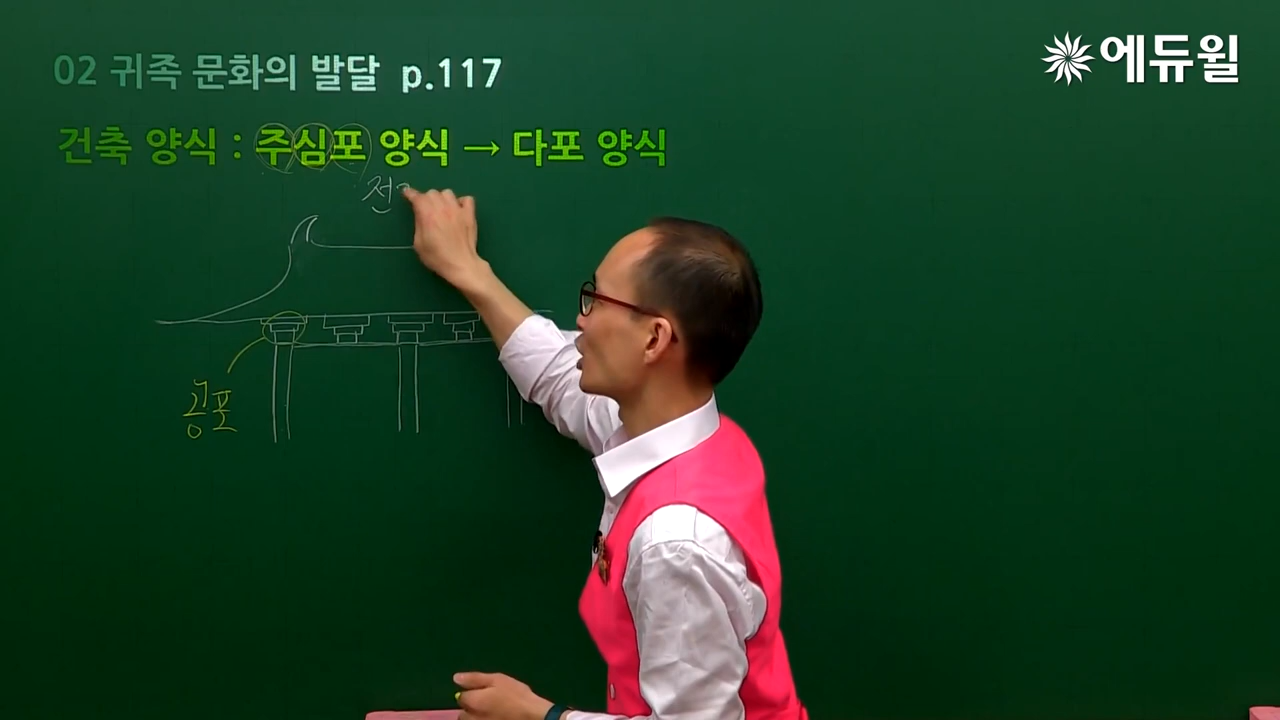 02 귀족 문화의 발달 p.117
에듀윌
건축 양식 : 주심포 양식 → 다포 양식
전
공포